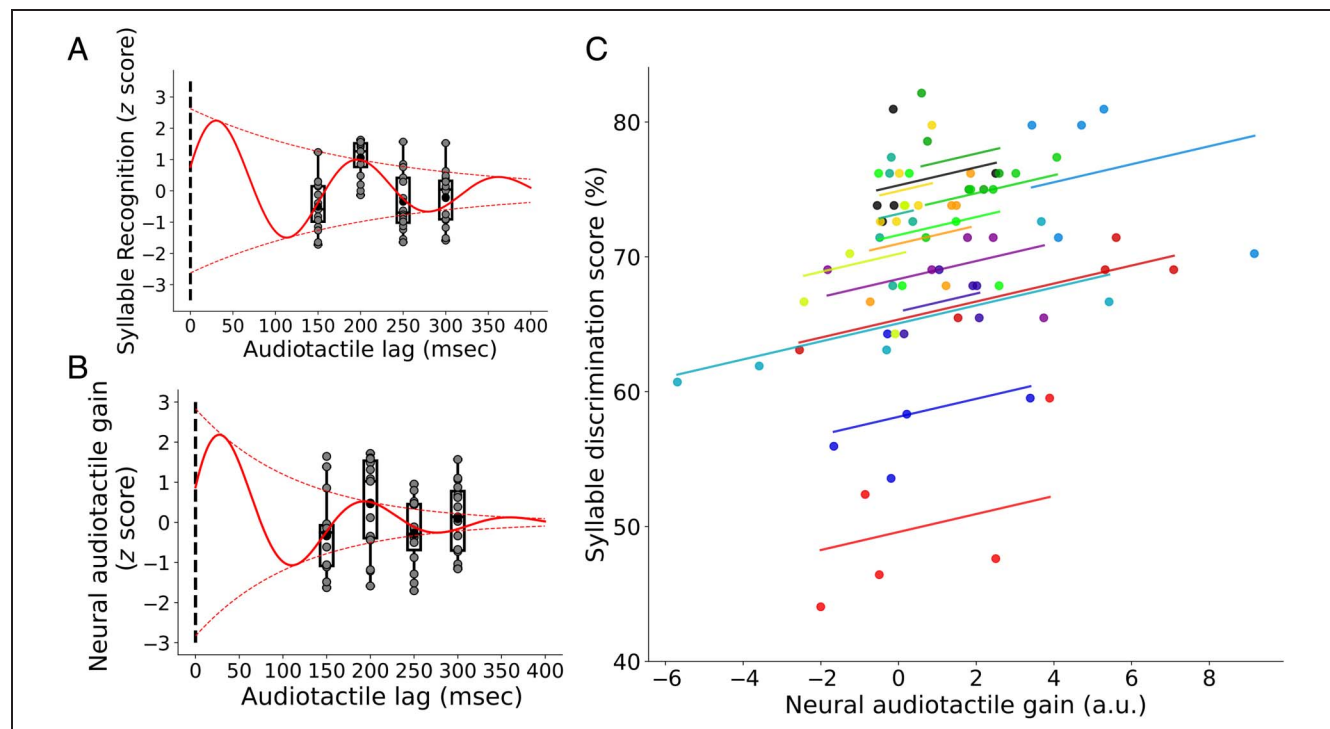 A
Syllable Recognition (z score)
3
2
1
0
−1
−2
−3
0 50 100 150 200 250 300 350 400
Audiotactile lag (msec)
B
Neural audiotactile gain
(z score)
3
2
1
0
−1
−2
−3
0 50 100 150 200 250 300 350 400
Audiotactile lag (msec)
C
Syllable discrimination score (%)
80
70
60
50
40
−6 −4 −2 0 2 4 6 8
Neural audiotactile gain (a.u.)